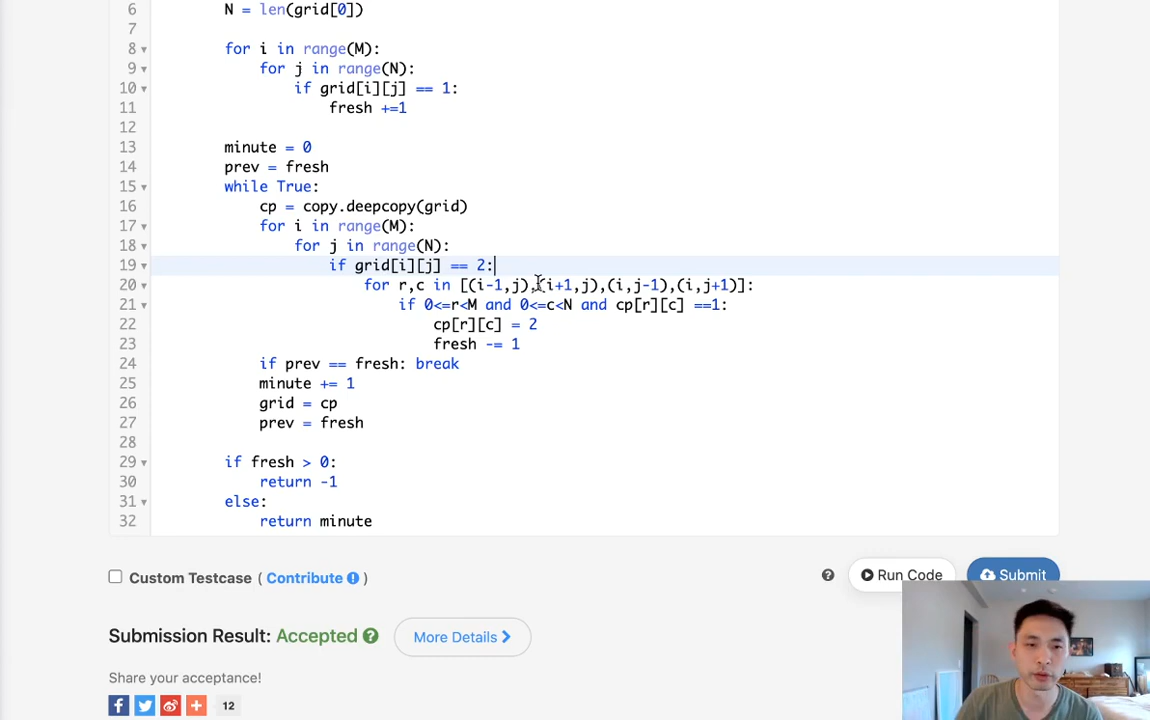 6 N = len(grid[0])
7
8 for i in range(M):
9 for j in range(N):
10 if grid[i][j] == 1:
11 fresh +=1
12
13 minute = 0
14 prev = fresh
15 while True:
16 cp = copy.deepcopy(grid)
17 for i in range(M):
18 for j in range(N):
19 if grid[i][j] == 2:
20 for r,c in [(i-1,j),(i+1,j),(i,j-1),(i,j+1)]:
21 if 0<=r<M and 0<=c<N and cp[r][c] ==1:
22 cp[r][c] = 2
23 fresh -= 1
24 if prev == fresh: break
25 minute += 1
26 grid = cp
27 prev = fresh
28
29 if fresh > 0:
30 return -1
31 else:
32 return minute
Custom Testcase ( Contribute )
? Run Code Submit
Submission Result: Accepted ? More Details
Share your acceptance!
12